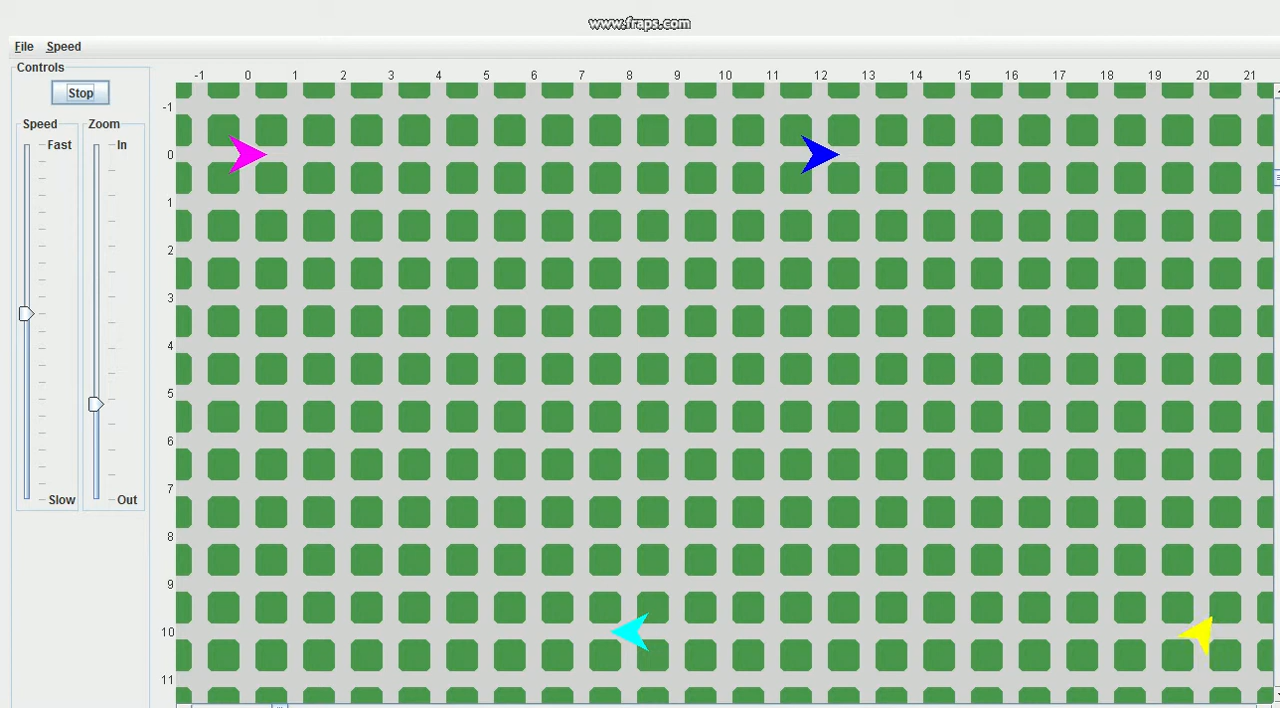 www.fraps.com
File Speed
Controls
Stop
Speed Zoom
Fast In
Slow Out
-1 0 1 2 3 4 5 6 7 8 9 10 11 12 13 14 15 16 17 18 19 20 21
-1
0
1
2
3
4
5
6
7
8
9
10
11